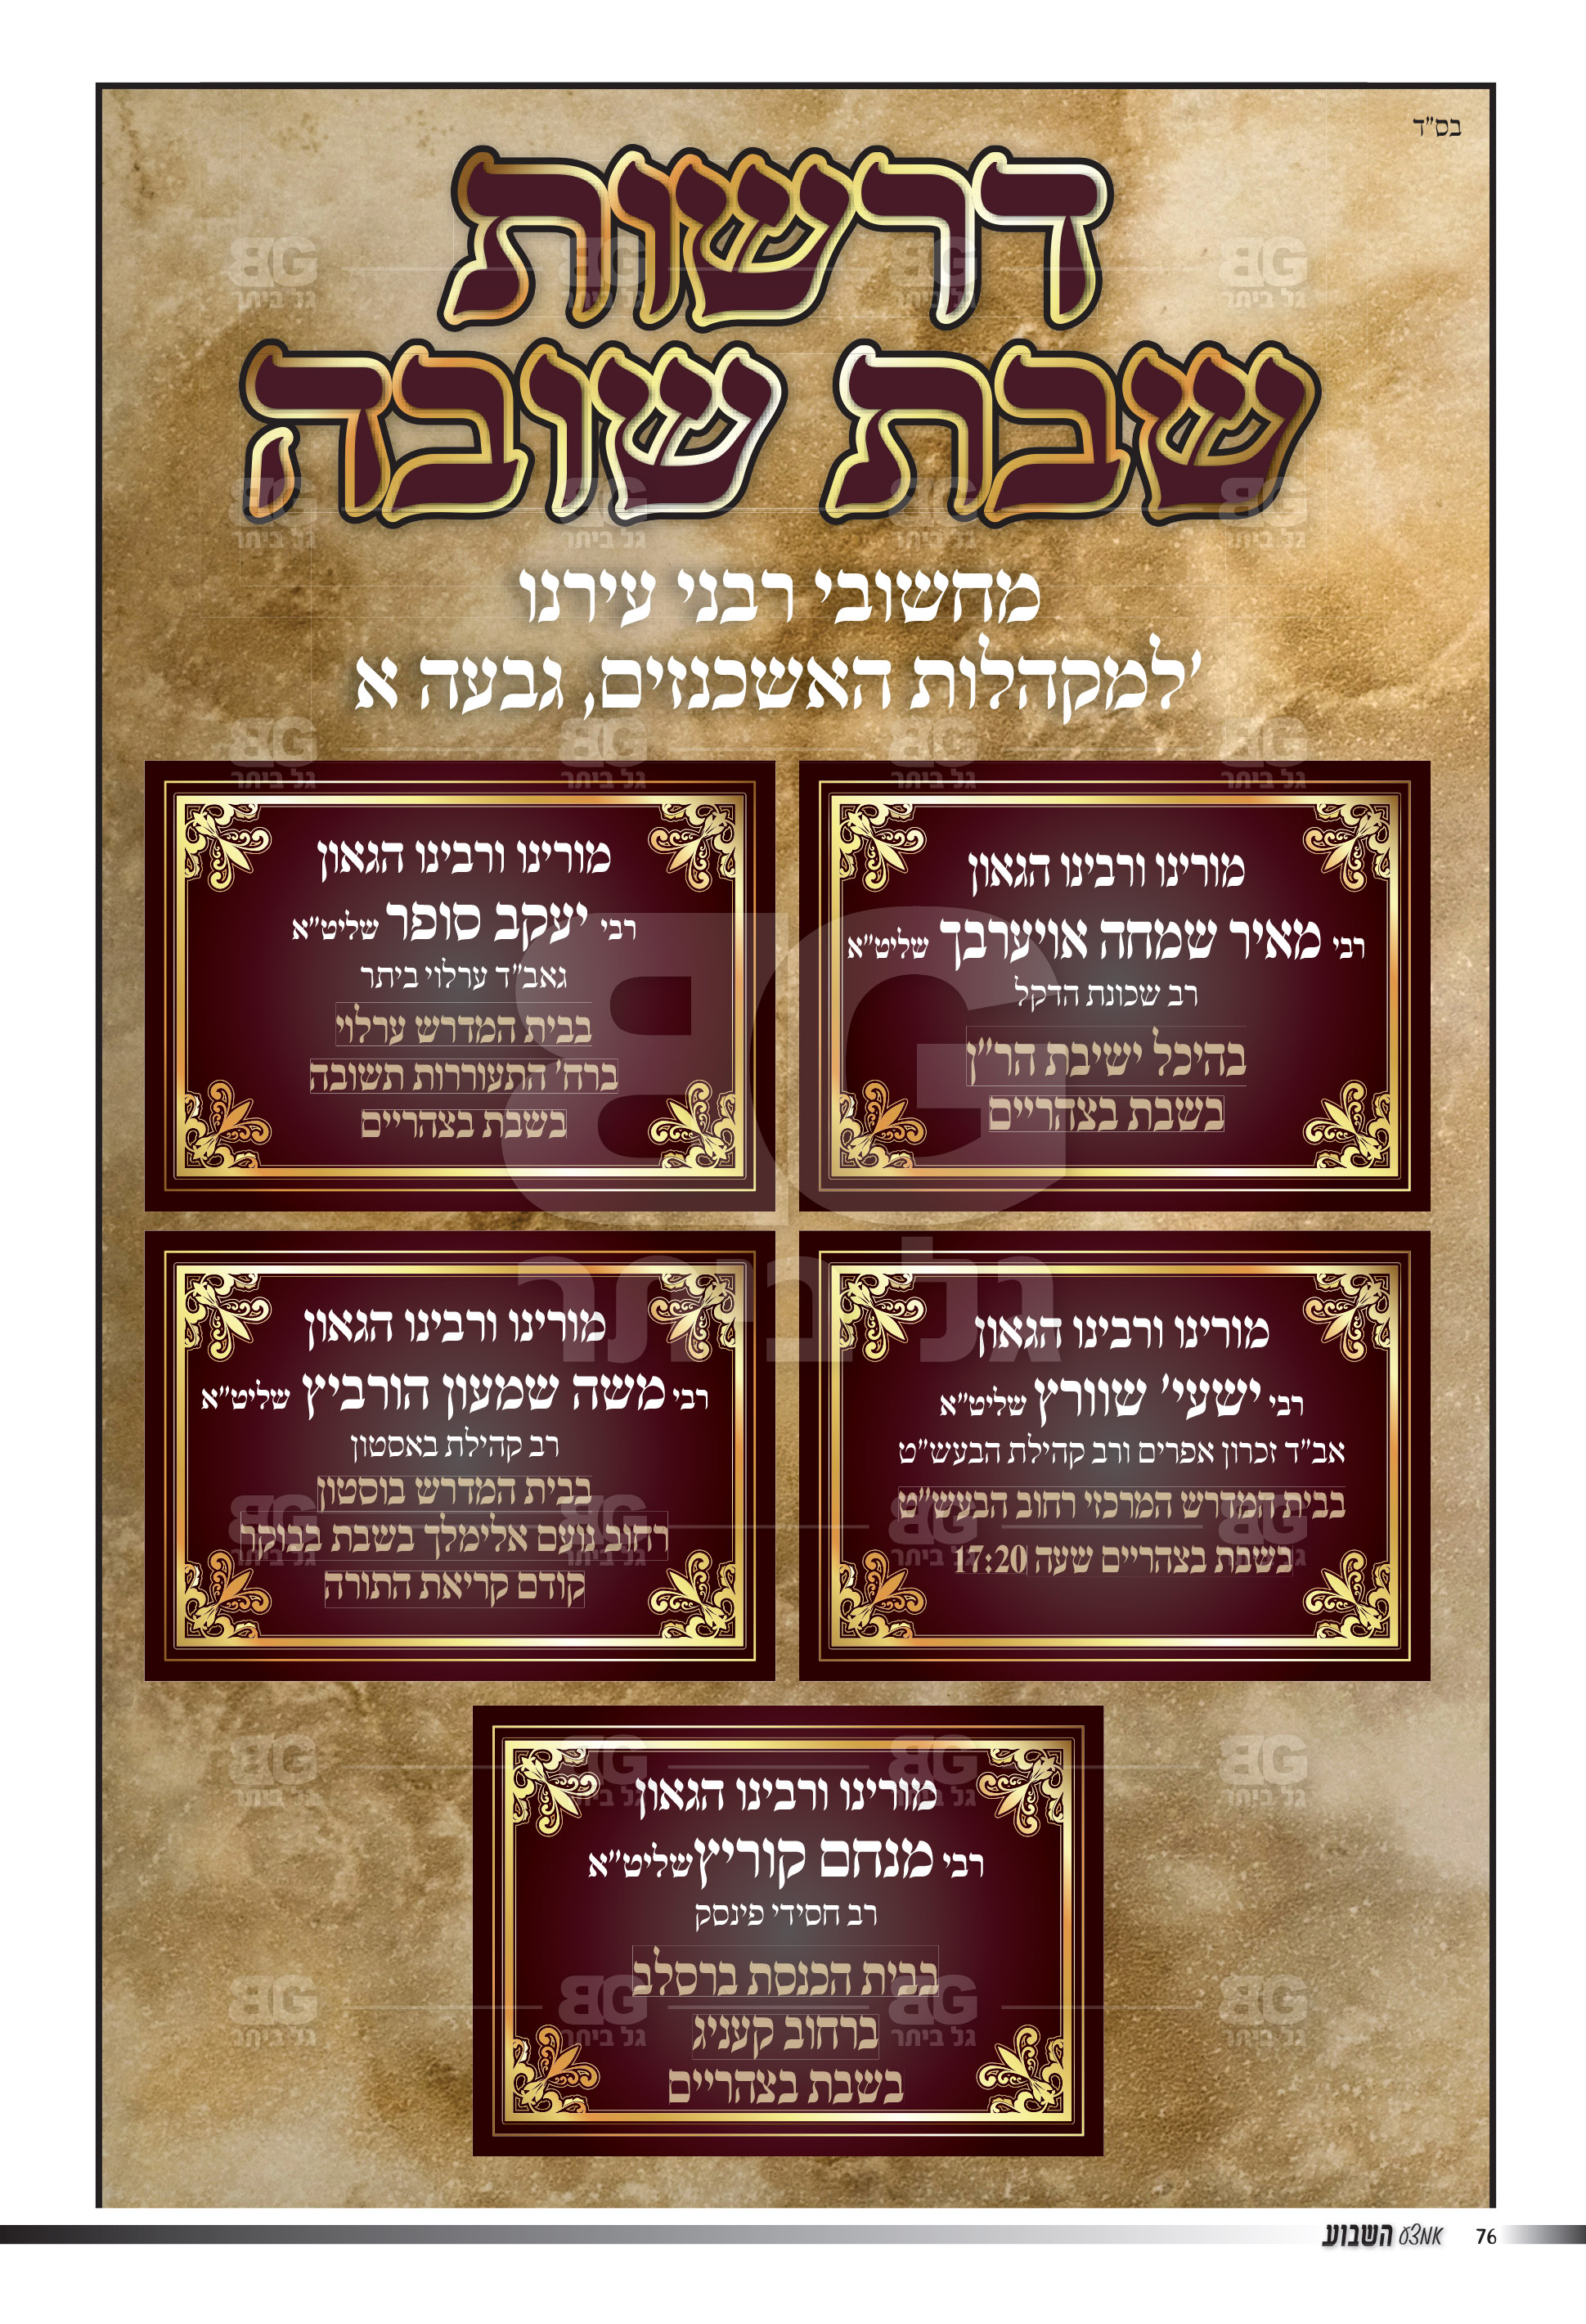 בס"ד
דרשות
שבת שובה
מחשובי רבני עירנו
'למקהלות האשכנזים, גבעה א
מורינו ורבינו הגאון
רבי מאיר שמחה אויערבך שליט"א
רב שכונת הדקל
בהיכל ישיבת הר"ן
בשבת בצהריים
מורינו ורבינו הגאון
רבי יעקב סופר שליט"א
גאב"ד ערלוי ביתר
בבית המדרש ערלוי
ברח' התעוררות תשובה
בשבת בצהריים
מורינו ורבינו הגאון
רבי ישעי' שוורץ שליט"א
אב"ד זכרון אפרים ורב קהילת הבעש"ט
בבית המדרש המרכזי רחוב הבעש"ט
בשבת בצהריים שעה 17:20
מורינו ורבינו הגאון
רבי משה שמעון הורביץ שליט"א
רב קהילת באסטון
בבית המדרש בוסטון
רחוב נועם אלימלך בשבת בבוקר
קודם קריאת התורה
מורינו ורבינו הגאון
רבי מנחם קוריץ שליט"א
רב חסידי פינסק
בבית הכנסת ברסלב
ברחוב קעניג
בשבת בצהריים
BG
גל ביתר
76 אמצע השבוע